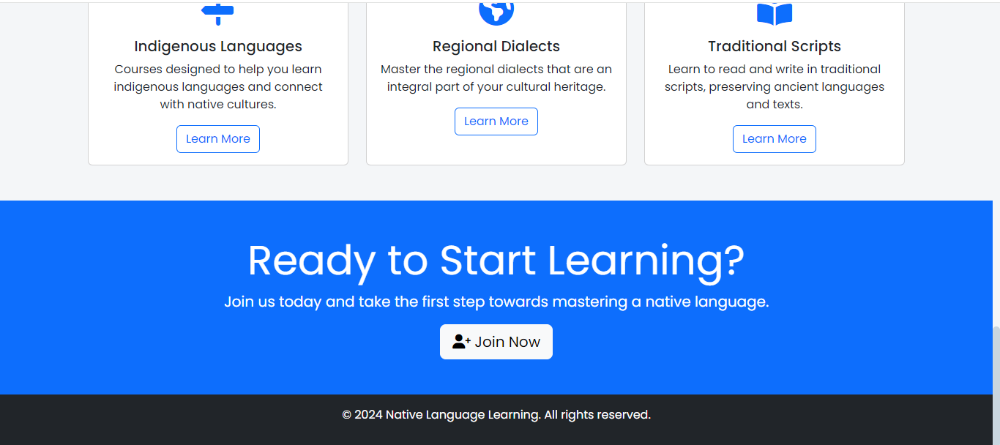 Indigenous Languages
Courses designed to help you learn
indigenous languages and connect
with native cultures.
Learn More
Regional Dialects
Master the regional dialects that are an
integral part of your cultural heritage.
Learn More
Traditional Scripts
Learn to read and write in traditional
scripts, preserving ancient languages
and texts.
Learn More
Ready to Start Learning?
Join us today and take the first step towards mastering a native language.
Join Now
© 2024 Native Language Learning. All rights reserved.